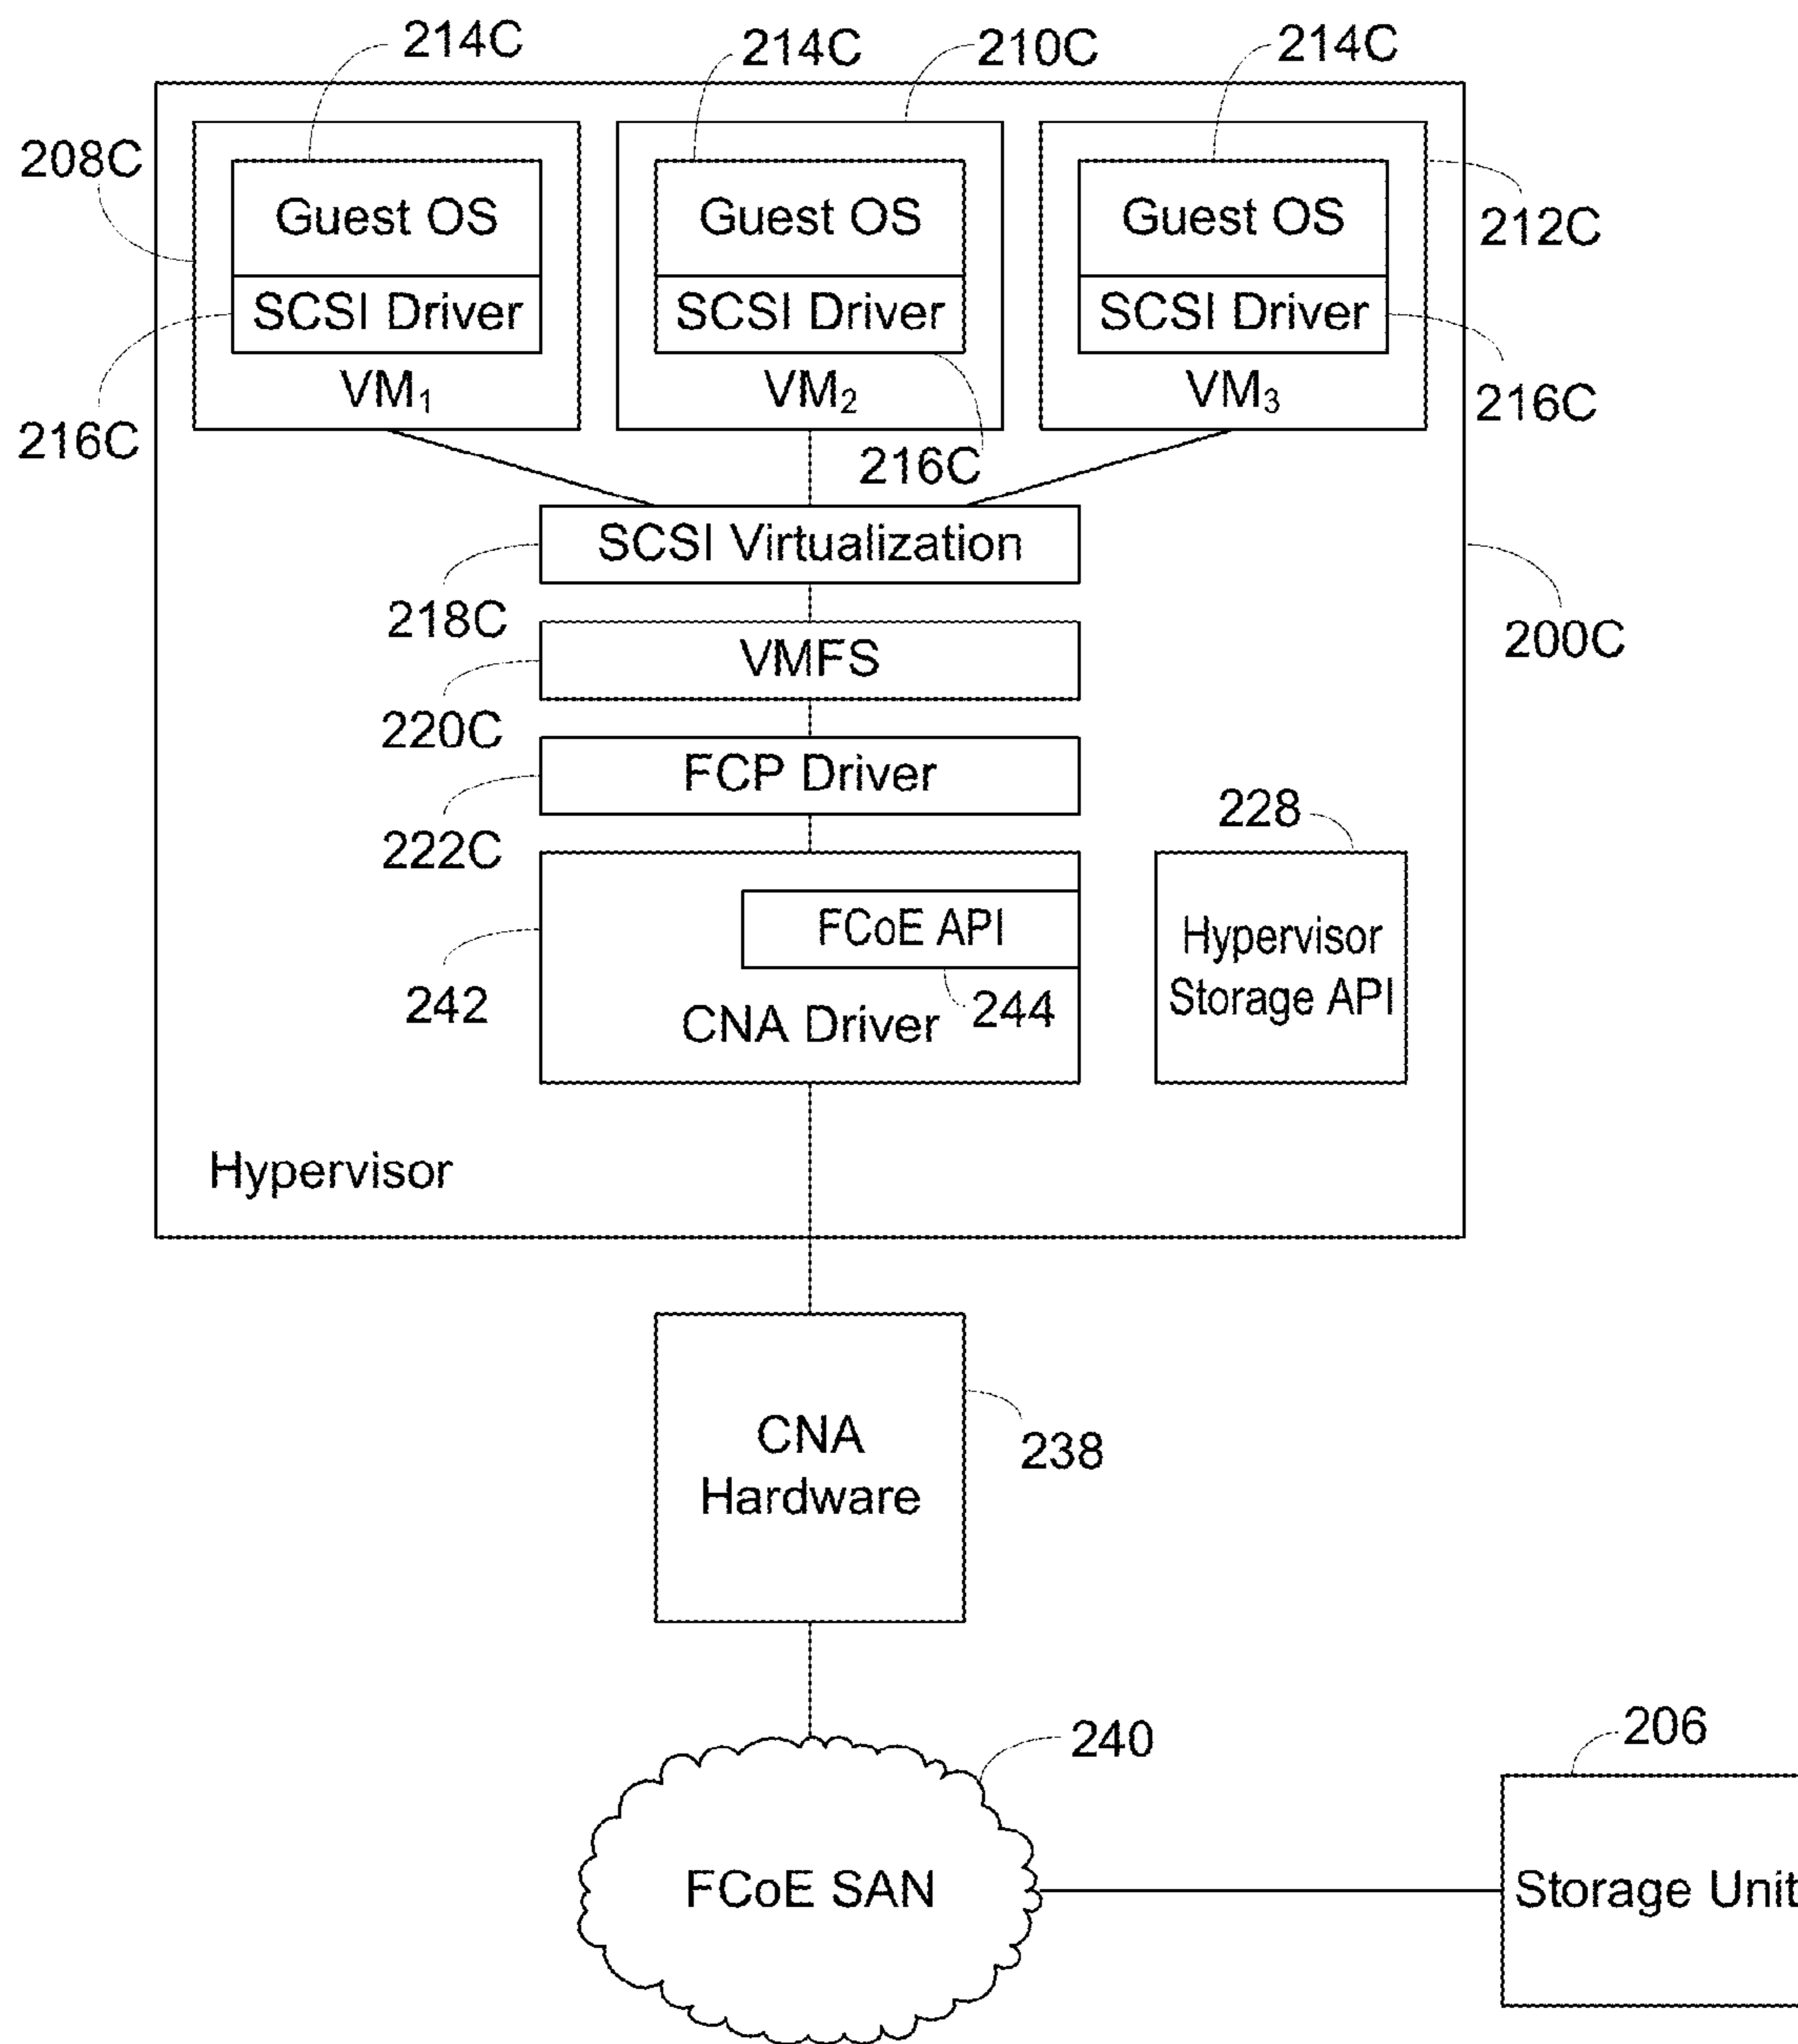 214C
214C
210C
214C
208C
Guest OS
Guest OS
Guest OS
212C
SCSI Driver
SCSI Driver
SCSI Driver
VM₁
VM₂
VM₃
216C
216C
216C
SCSI Virtualization
218C
VMFS
200C
220C
FCP Driver
222C
228
FCoE API
Hypervisor
Storage API
242
244
CNA Driver
Hypervisor
CNA
Hardware
238
240
206
FCoE SAN
Storage Unit